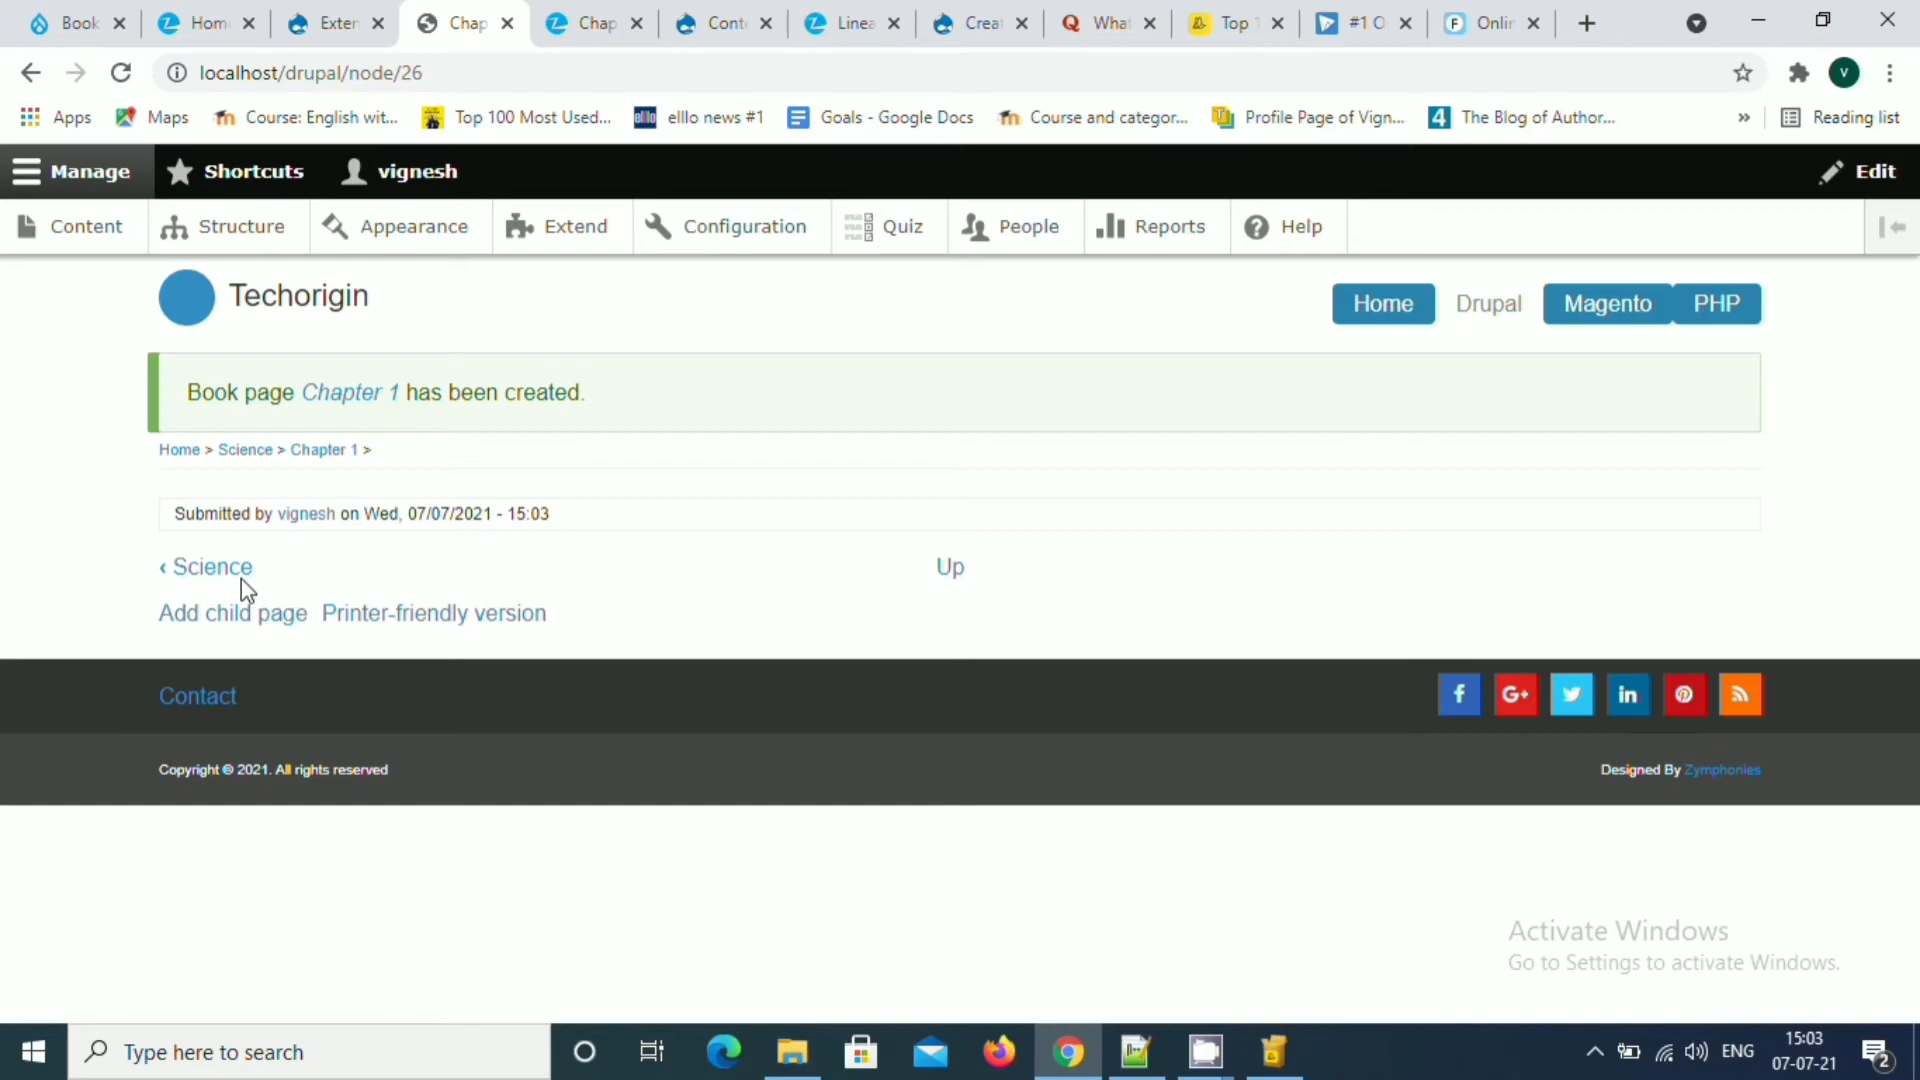 Book
Hom
Exter
Chap
Chap
Cont
Linea
Creat
What
Top
#1 O
Onlin
localhost/drupal/node/26
V
Apps
Maps
Course: English wit...
Top 100 Most Used...
elllo news #1
Goals - Google Docs
Course and categor...
Profile Page of Vign...
The Blog of Author...
»
Reading list
Manage
Shortcuts
vignesh
Edit
Content
Structure
Appearance
Extend
Configuration
Quiz
People
Reports
Help
Techorigin
Home
Drupal
Magento
PHP
Book page Chapter 1 has been created.
Home > Science > Chapter 1 >
Submitted by vignesh on Wed, 07/07/2021 - 15:03
‹ Science
Up
Add child page
Printer-friendly version
Contact
Copyright © 2021. All rights reserved
Designed By Zymphonies
Activate Windows
Go to Settings to activate Windows.
Type here to search
ENG
15:03
07-07-21
2